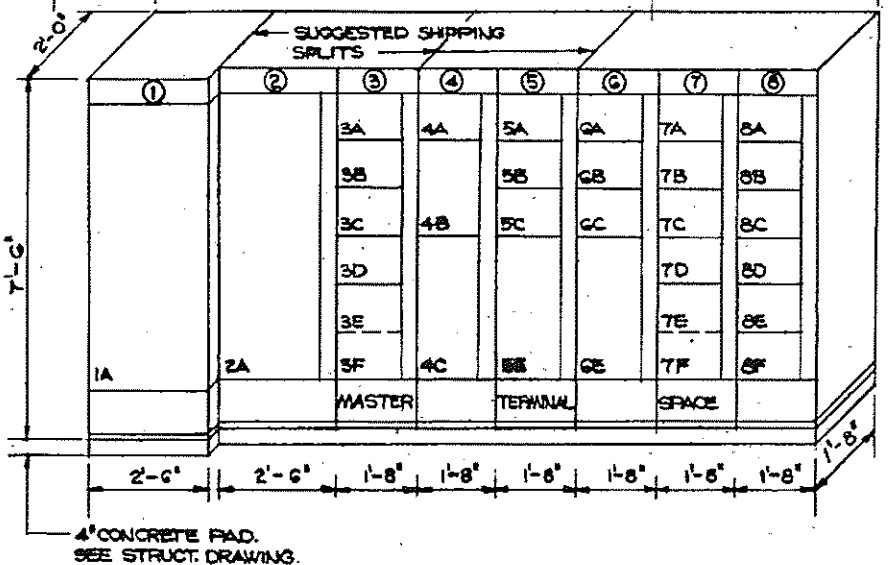 2'-0"
SUGGESTED SHIPPING
SPLITS
1 2 3 4 5 6 7 8
3A 4A 5A 6A 7A 8A
3B 5B 6B 7B 8B
3C 4B 5C 6C 7C 8C
3D 7D 8D
3E 7E 8E
1A 2A 3F 4C 5E 6E 7F 8F
MASTER TERMINAL SPACE
7'-6"
2'-6" 2'-6" 1'-8" 1'-8" 1'-8" 1'-8" 1'-8" 1'-8"
1'-8"
4" CONCRETE PAD.
SEE STRUCT. DRAWING.